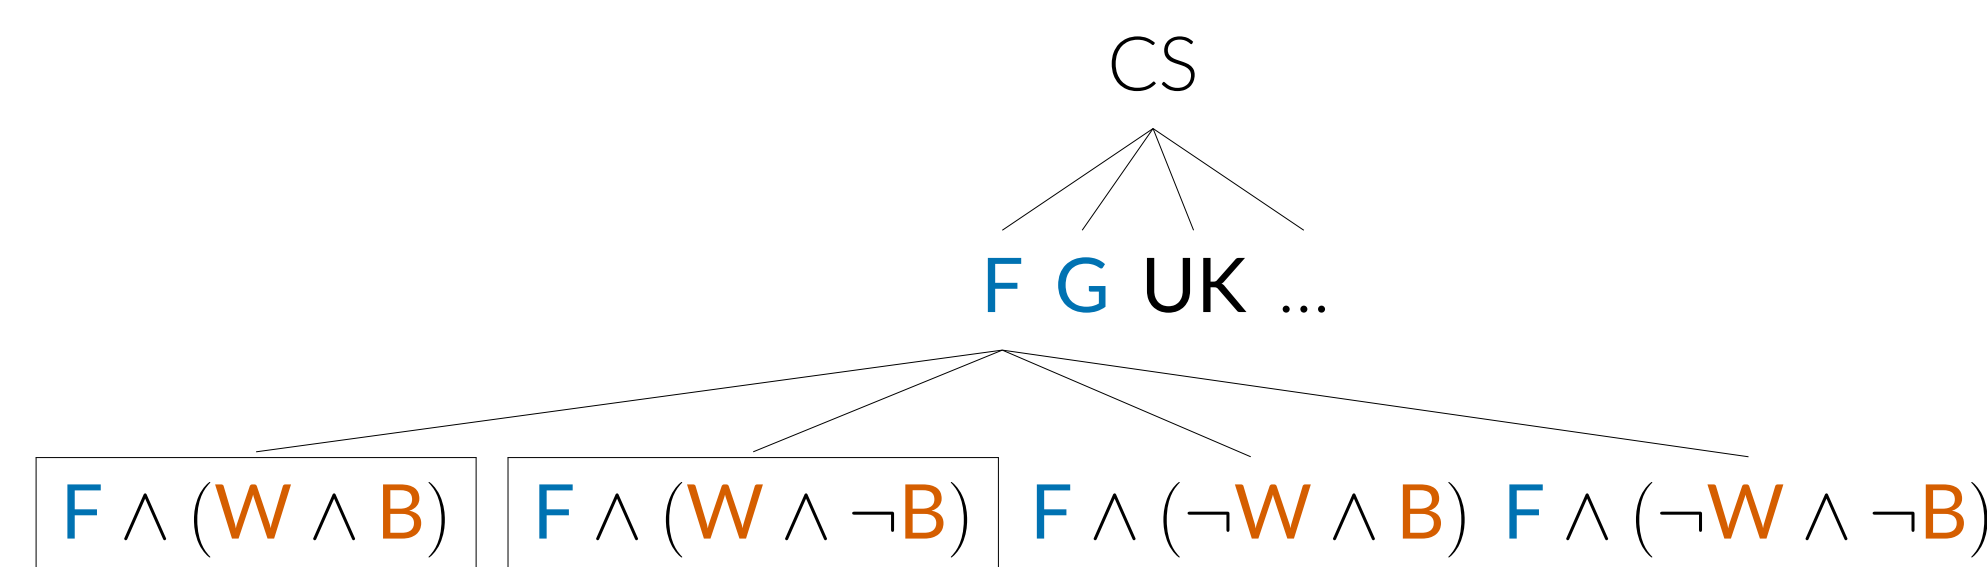 CS
F G UK ...
F ∧ (W ∧ B) F ∧ (W ∧ ¬B) F ∧ (¬W ∧ B) F ∧ (¬W ∧ ¬B)